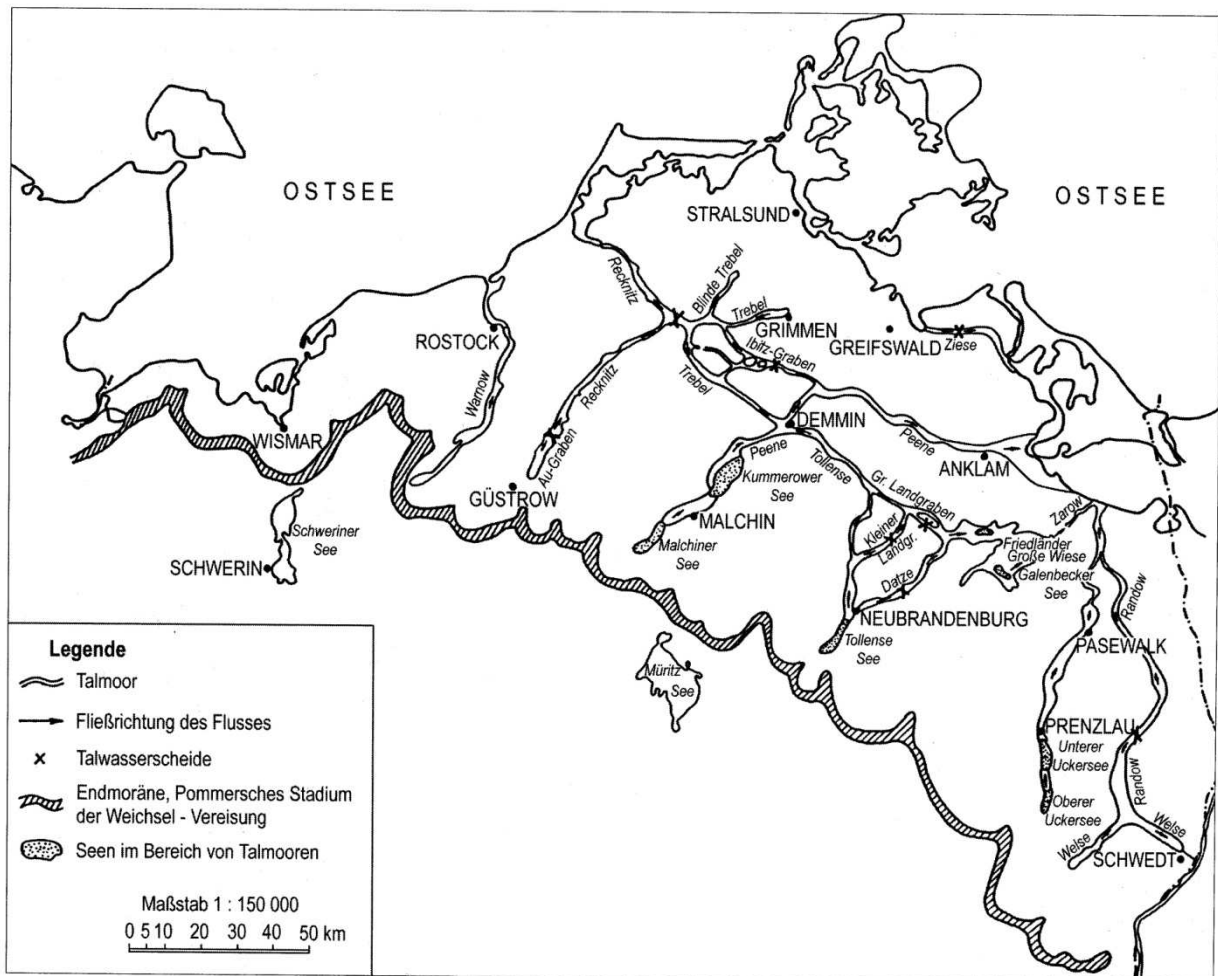 OSTSEE
OSTSEE
STRALSUND
Recknitz
Blinde Trebel
Trebel
GRIMMEN
GREIFSWALD
Ziese
ROSTOCK
Ibitz-Graben
Warnow
Recknitz
Trebel
DEMMIN
WISMAR
Peene
ANKLAM
Au-Graben
Peene
Tollense
Kummerower
See
Gr. Landgraben
GÜSTROW
MALCHIN
Zarow
Schweriner
See
Kleiner
Landgr.
Friedländer
Große Wiese
Malchiner
See
SCHWERIN
Galenbecker
See
Datze
Randow
NEUBRANDENBURG
PASEWALK
Tollense
See
Müritz
See
PRENZLAU
Unterer
Uckersee
Randow
Oberer
Uckersee
Welse
Welse
SCHWEDT
Legende
Talmoor
Fließrichtung des Flusses
Talwasserscheide
Endmoräne, Pommersches Stadium
der Weichsel - Vereisung
Seen im Bereich von Talmooren
Maßstab 1 : 150 000
0 5 10 20 30 40 50 km